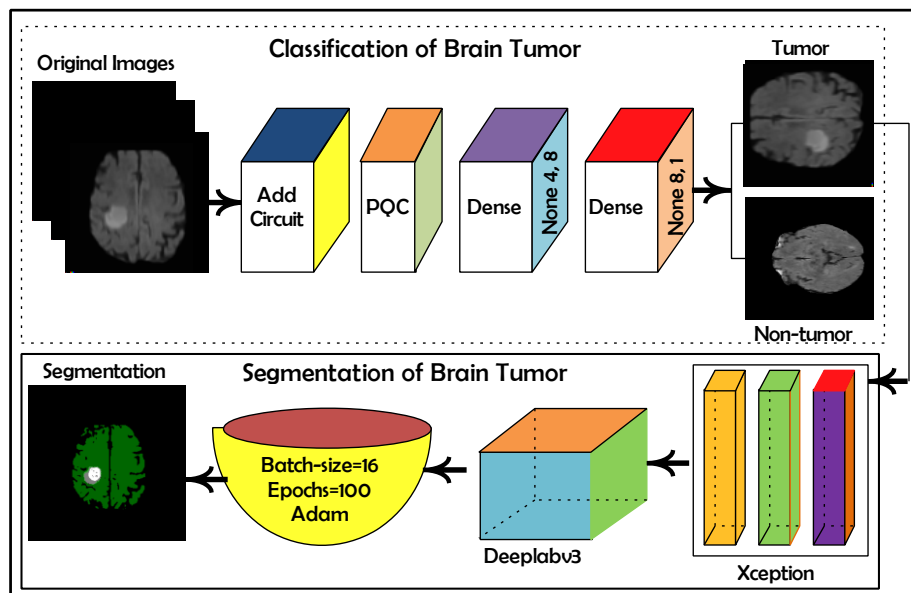 Classification of Brain Tumor
Original Images
Tumor
Add
Circuit
PQC
Dense
None 4, 8
Dense
None 8, 1
Non-tumor
Segmentation
Segmentation of Brain Tumor
Batch-size=16
Epochs=100
Adam
Deeplabv3
Xception